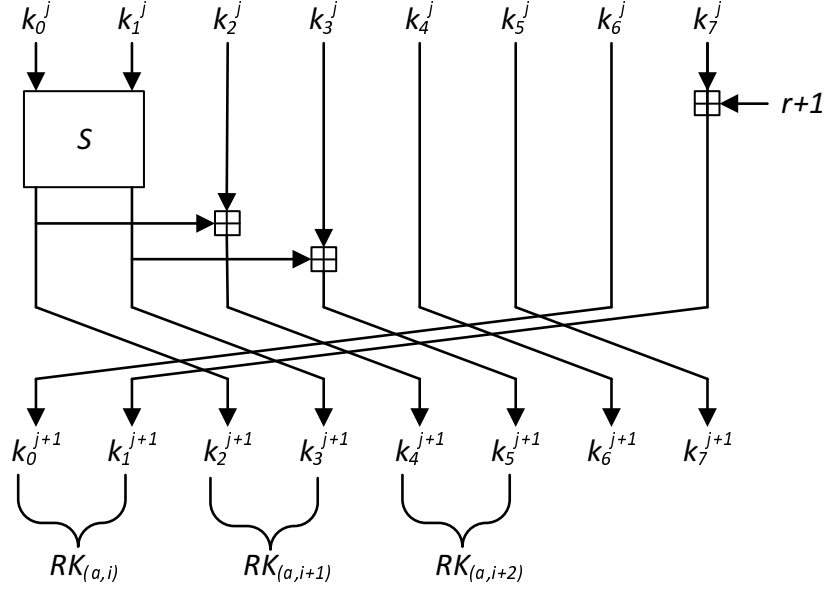 k₀ʲ k₁ʲ k₂ʲ k₃ʲ k₄ʲ k₅ʲ k₆ʲ k₇ʲ
r+1
S
k₀ʲ⁺¹ k₁ʲ⁺¹ k₂ʲ⁺¹ k₃ʲ⁺¹ k₄ʲ⁺¹ k₅ʲ⁺¹ k₆ʲ⁺¹ k₇ʲ⁺¹
RK(a,i) RK(a,i+1) RK(a,i+2)